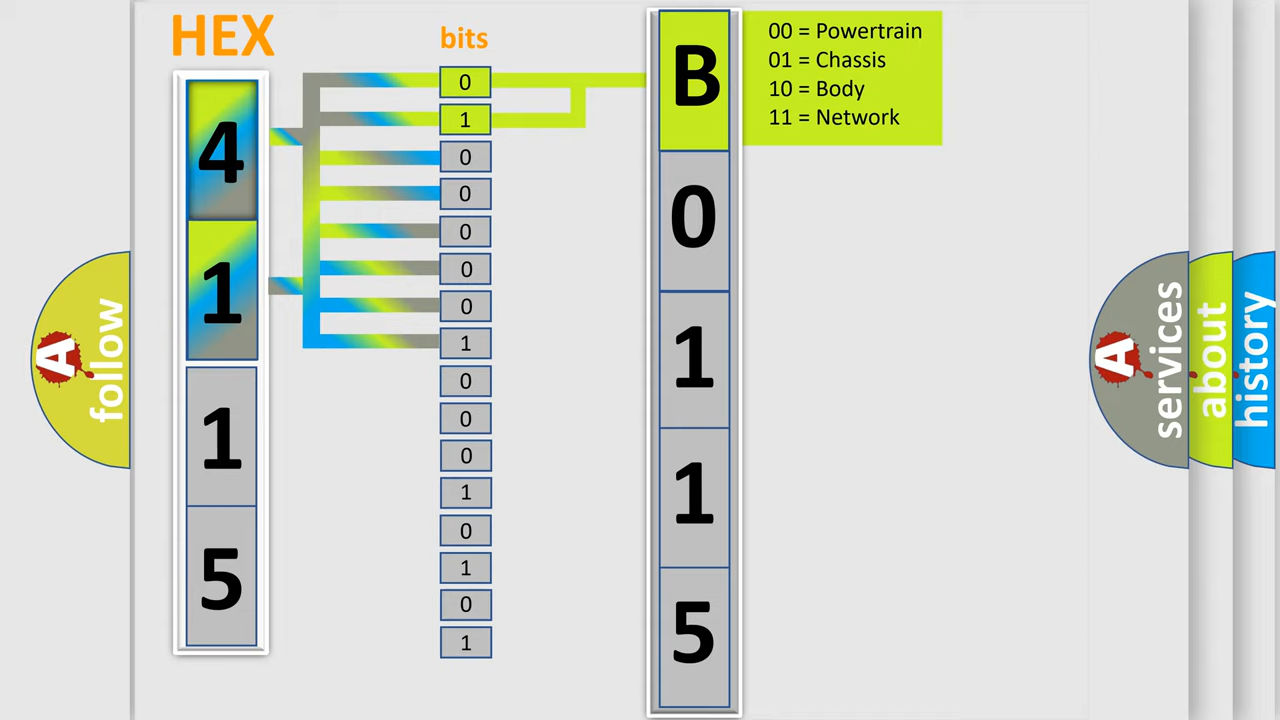 HEX
bits
4
1
1
5
0
1
0
0
0
0
0
1
0
0
0
1
0
1
0
1
B
0
1
1
5
00 = Powertrain
01 = Chassis
10 = Body
11 = Network
A
follow
A
services
about
history